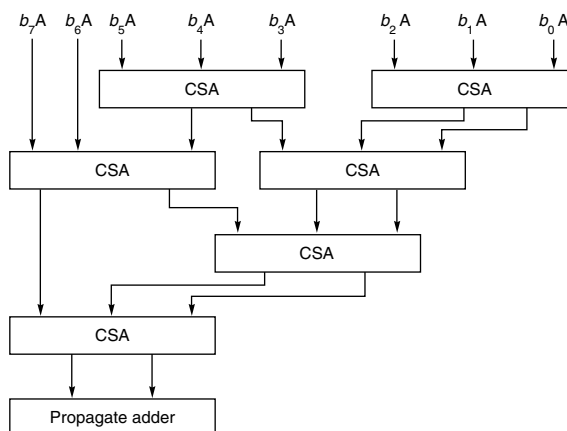 b7A b6A b5A b4A b3A b2A b1A b0A
CSA CSA
CSA CSA
CSA
CSA
Propagate adder